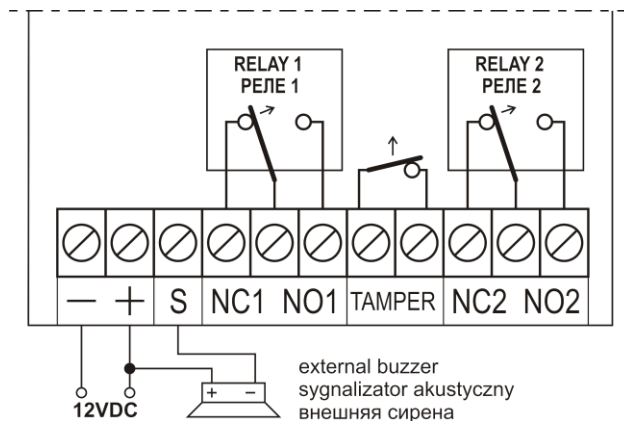 RELAY 1
РЕЛЕ 1
RELAY 2
РЕЛЕ 2
— + S NC1 NO1 TAMPER NC2 NO2
+ −
12VDC
external buzzer
sygnalizator akustyczny
внешняя сирена